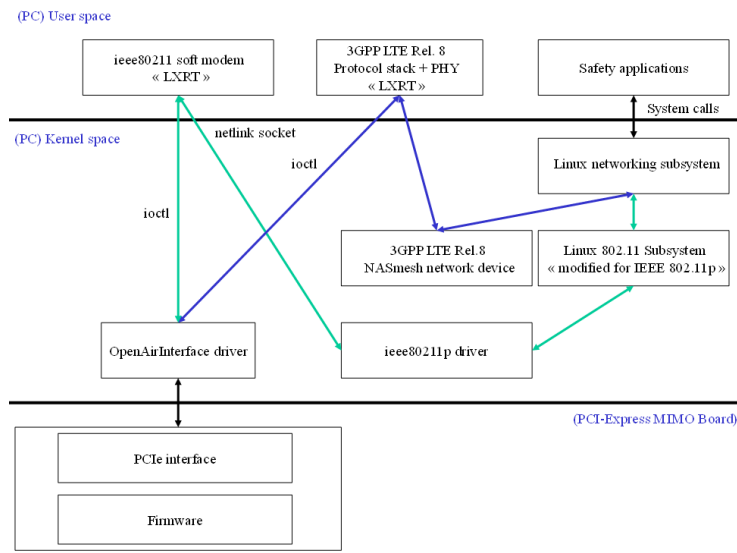 (PC) User space
ieee80211 soft modem
« LXRT »
3GPP LTE Rel. 8
Protocol stack + PHY
« LXRT »
Safety applications
System calls
(PC) Kernel space
netlink socket
ioctl
ioctl
Linux networking subsystem
3GPP LTE Rel.8
NASmesh network device
Linux 802.11 Subsystem
« modified for IEEE 802.11p »
OpenAirInterface driver
ieee80211p driver
(PCI-Express MIMO Board)
PCIe interface
Firmware